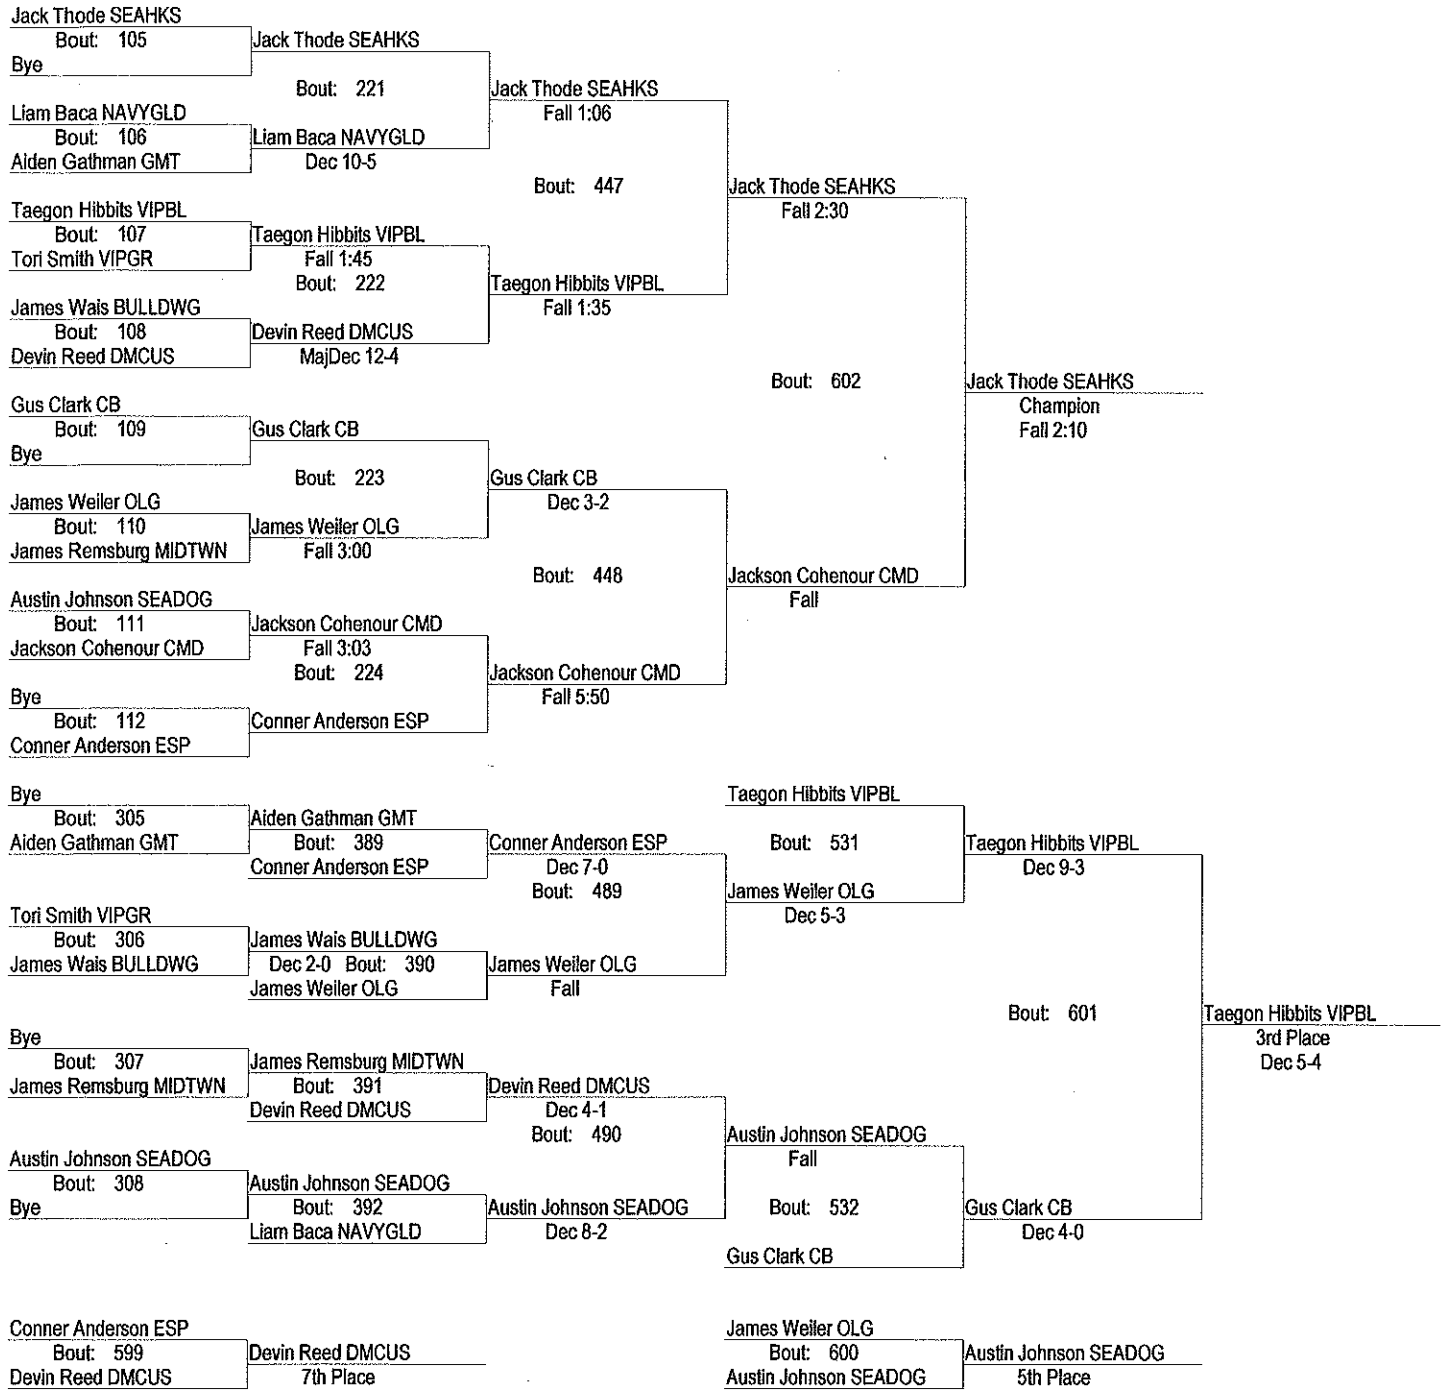 Jack Thode SEAHKS
Bout: 105
Bye
Jack Thode SEAHKS
Bout: 221
Liam Baca NAVYGLD
Bout: 106
Aiden Gathman GMT
Liam Baca NAVYGLD
Dec 10-5
Jack Thode SEAHKS
Fall 1:06
Bout: 447
Taegon Hibbits VIPBL
Bout: 107
Tori Smith VIPGR
Taegon Hibbits VIPBL
Fall 1:45
Bout: 222
James Wais BULLDWG
Bout: 108
Devin Reed DMCUS
Devin Reed DMCUS
MajDec 12-4
Taegon Hibbits VIPBL
Fall 1:35
Jack Thode SEAHKS
Fall 2:30
Bout: 602
Jack Thode SEAHKS
Champion
Fall 2:10
Gus Clark CB
Bout: 109
Bye
Gus Clark CB
Bout: 223
James Weiler OLG
Bout: 110
James Remsburg MIDTWN
James Weiler OLG
Fall 3:00
Gus Clark CB
Dec 3-2
Bout: 448
Austin Johnson SEADOG
Bout: 111
Jackson Cohenour CMD
Jackson Cohenour CMD
Fall 3:03
Bout: 224
Bye
Bout: 112
Conner Anderson ESP
Conner Anderson ESP
Jackson Cohenour CMD
Fall 5:50
Jackson Cohenour CMD
Fall
Bye
Bout: 305
Aiden Gathman GMT
Aiden Gathman GMT
Bout: 389
Conner Anderson ESP
Conner Anderson ESP
Dec 7-0
Bout: 489
Tori Smith VIPGR
Bout: 306
James Wais BULLDWG
James Wais BULLDWG
Dec 2-0 Bout: 390
James Weiler OLG
James Weiler OLG
Fall
Taegon Hibbits VIPBL
Bout: 531
James Weiler OLG
Dec 5-3
Taegon Hibbits VIPBL
Dec 9-3
Bout: 601
Taegon Hibbits VIPBL
3rd Place
Dec 5-4
Bye
Bout: 307
James Remsburg MIDTWN
James Remsburg MIDTWN
Bout: 391
Devin Reed DMCUS
Devin Reed DMCUS
Dec 4-1
Bout: 490
Austin Johnson SEADOG
Bout: 308
Bye
Austin Johnson SEADOG
Bout: 392
Liam Baca NAVYGLD
Austin Johnson SEADOG
Dec 8-2
Austin Johnson SEADOG
Fall
Bout: 532
Gus Clark CB
Gus Clark CB
Dec 4-0
Conner Anderson ESP
Bout: 599
Devin Reed DMCUS
Devin Reed DMCUS
7th Place
James Weiler OLG
Bout: 600
Austin Johnson SEADOG
Austin Johnson SEADOG
5th Place